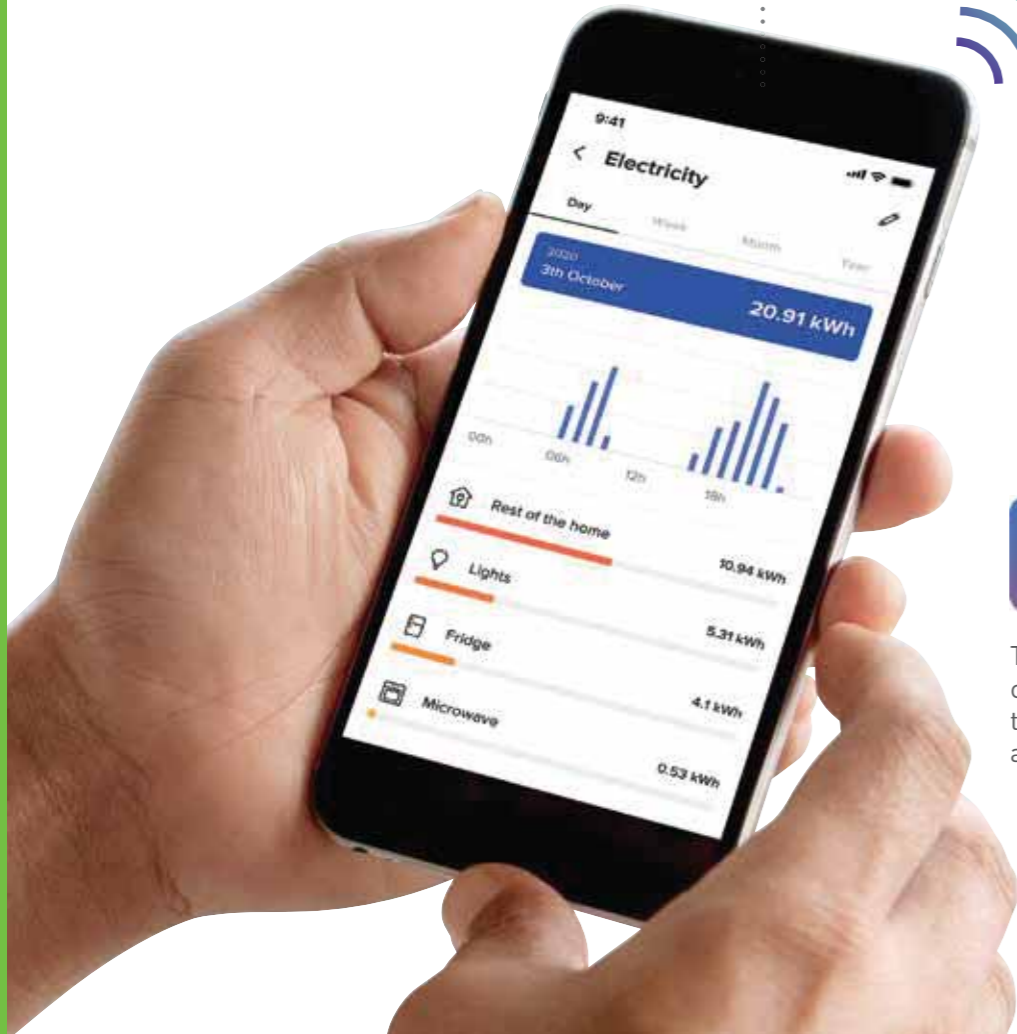 9:41
Electricity
Day Week Month Year
2020
3th October
20.91 kWh
00h 06h 12h 18h
Rest of the home
10.94 kWh
Lights
5.31 kWh
Fridge
4.1 kWh
Microwave
0.53 kWh